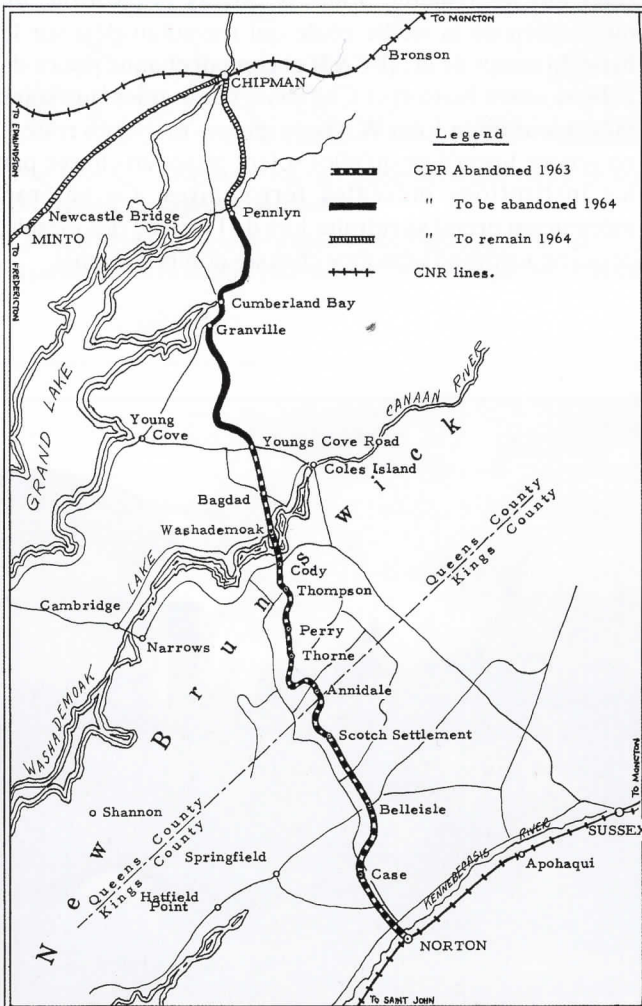 TO MONCTON
Bronson
CHIPMAN
TO EDMUNDSTON
Legend
CPR Abandoned 1963
" To be abandoned 1964
" To remain 1964
CNR lines.
Newcastle Bridge
Pennlyn
MINTO
TO FREDERICTON
Cumberland Bay
Granville
GRAND LAKE
CANAAN RIVER
Young
Cove
Youngs Cove Road
Coles Island
Bagdad
Washademoak
Queens County
Kings County
Cody
Thompson
Cambridge
Perry
Narrows
Thorne
WASHADEMOAK LAKE
Annidale
Scotch Settlement
TO MONCTON
Shannon
Belleisle
SUSSEX
Queens County
Kings County
Springfield
KENNEBECASIS RIVER
Apohaqui
Case
Hatfield
Point
New Brunswick
NORTON
TO SAINT JOHN